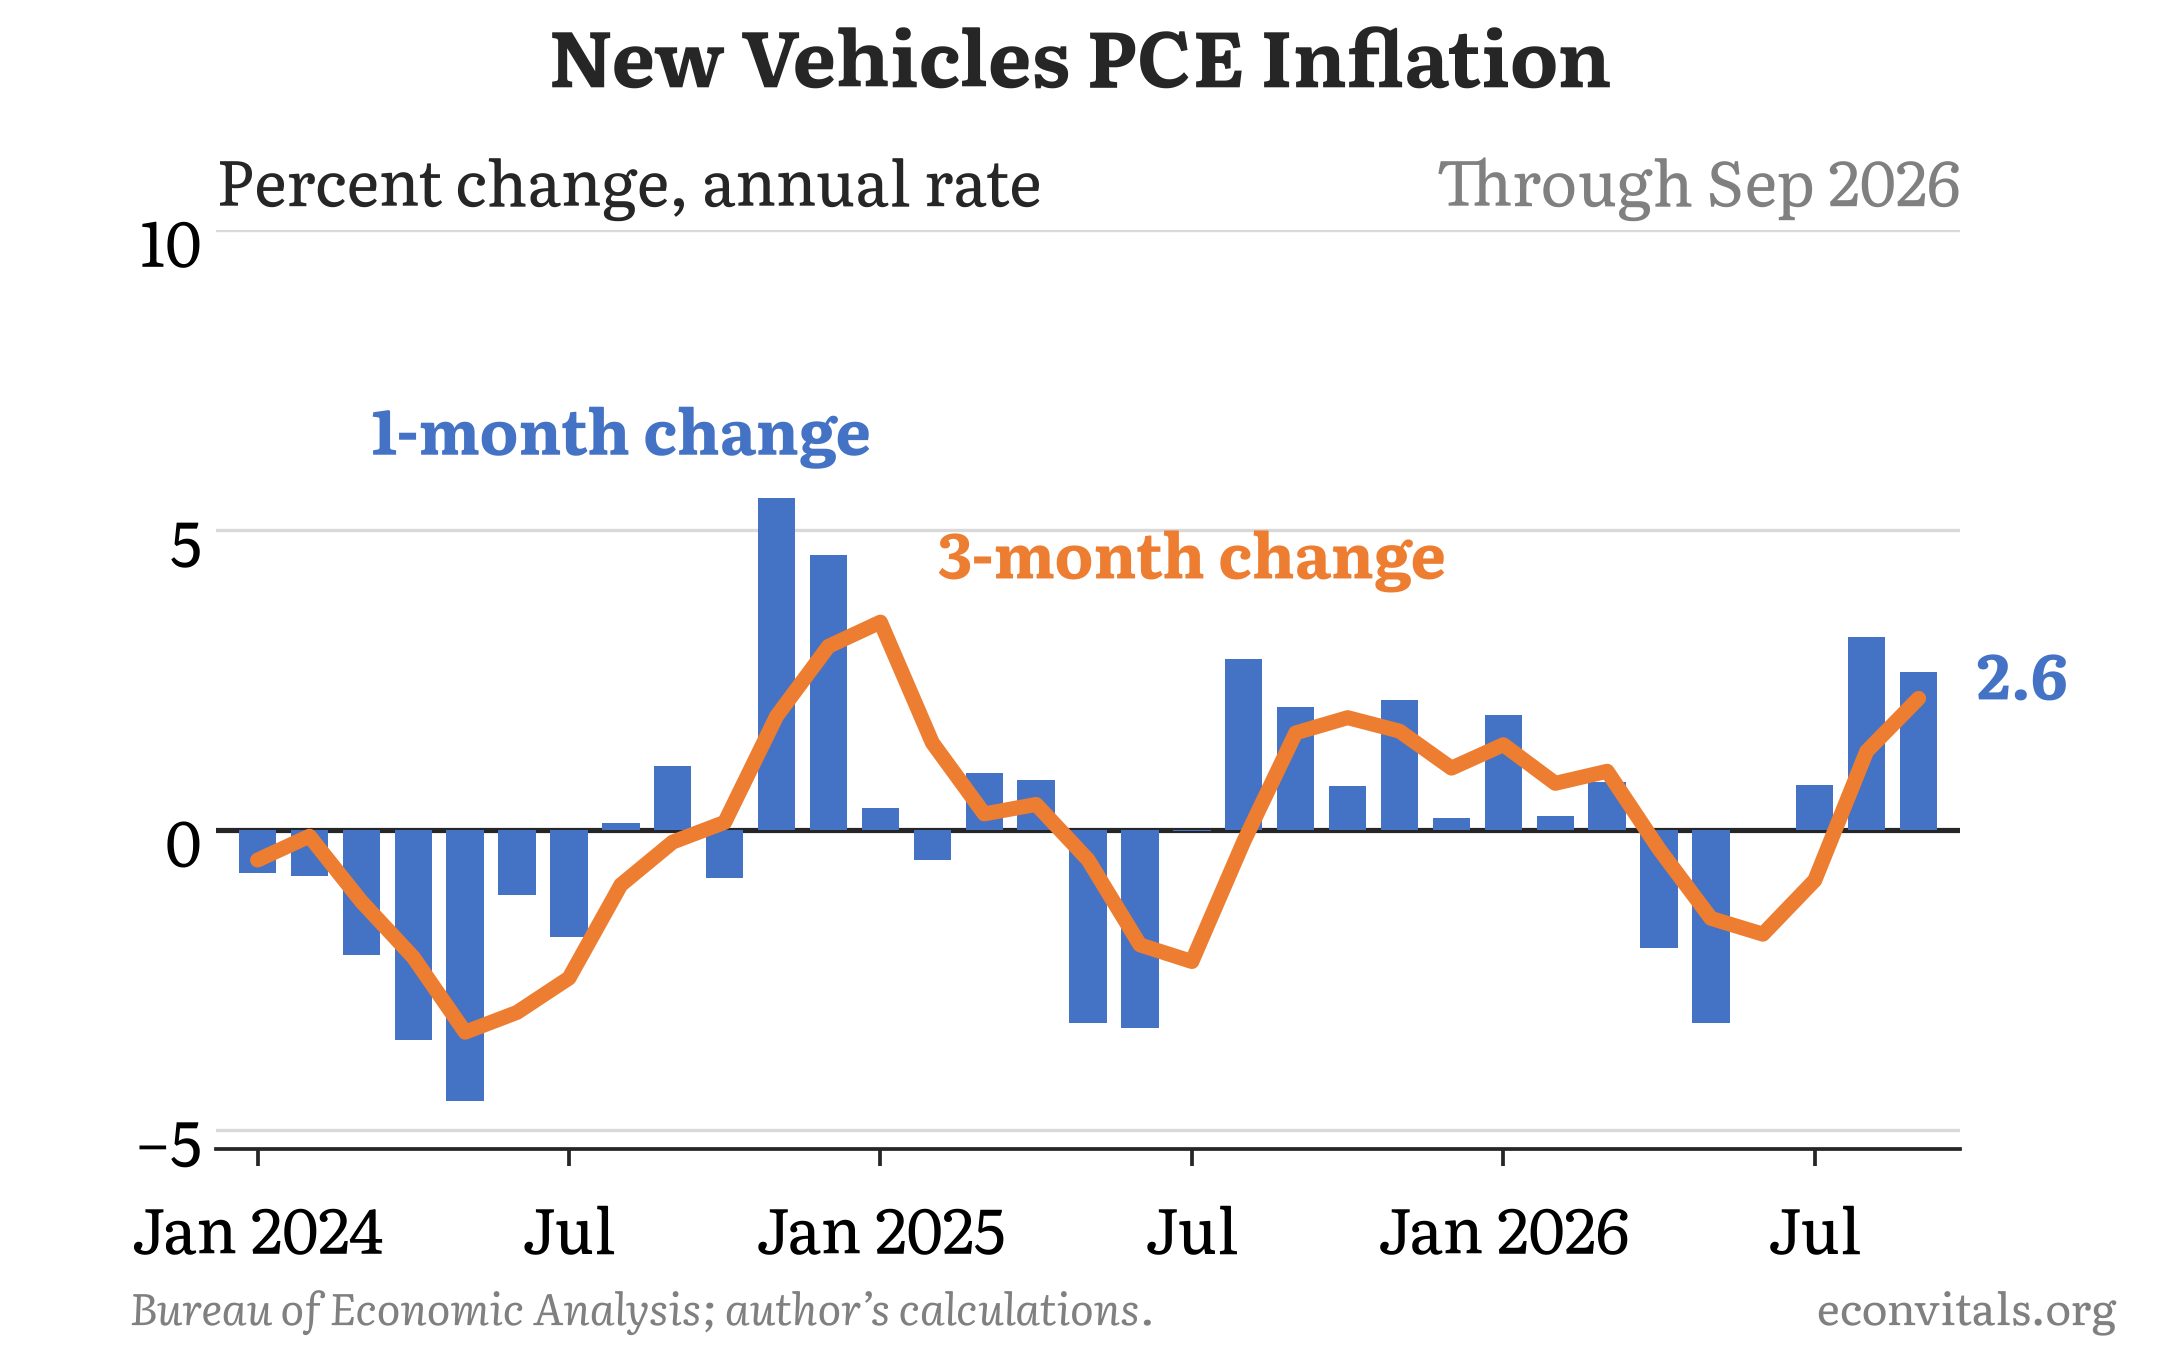 New Vehicles PCE Inflation
Percent change, annual rate
Through Sep 2026
10
1-month change
5
3-month change
2.6
0
−5
Jan 2024 Jul Jan 2025 Jul Jan 2026 Jul
Bureau of Economic Analysis; author’s calculations.
econvitals.org